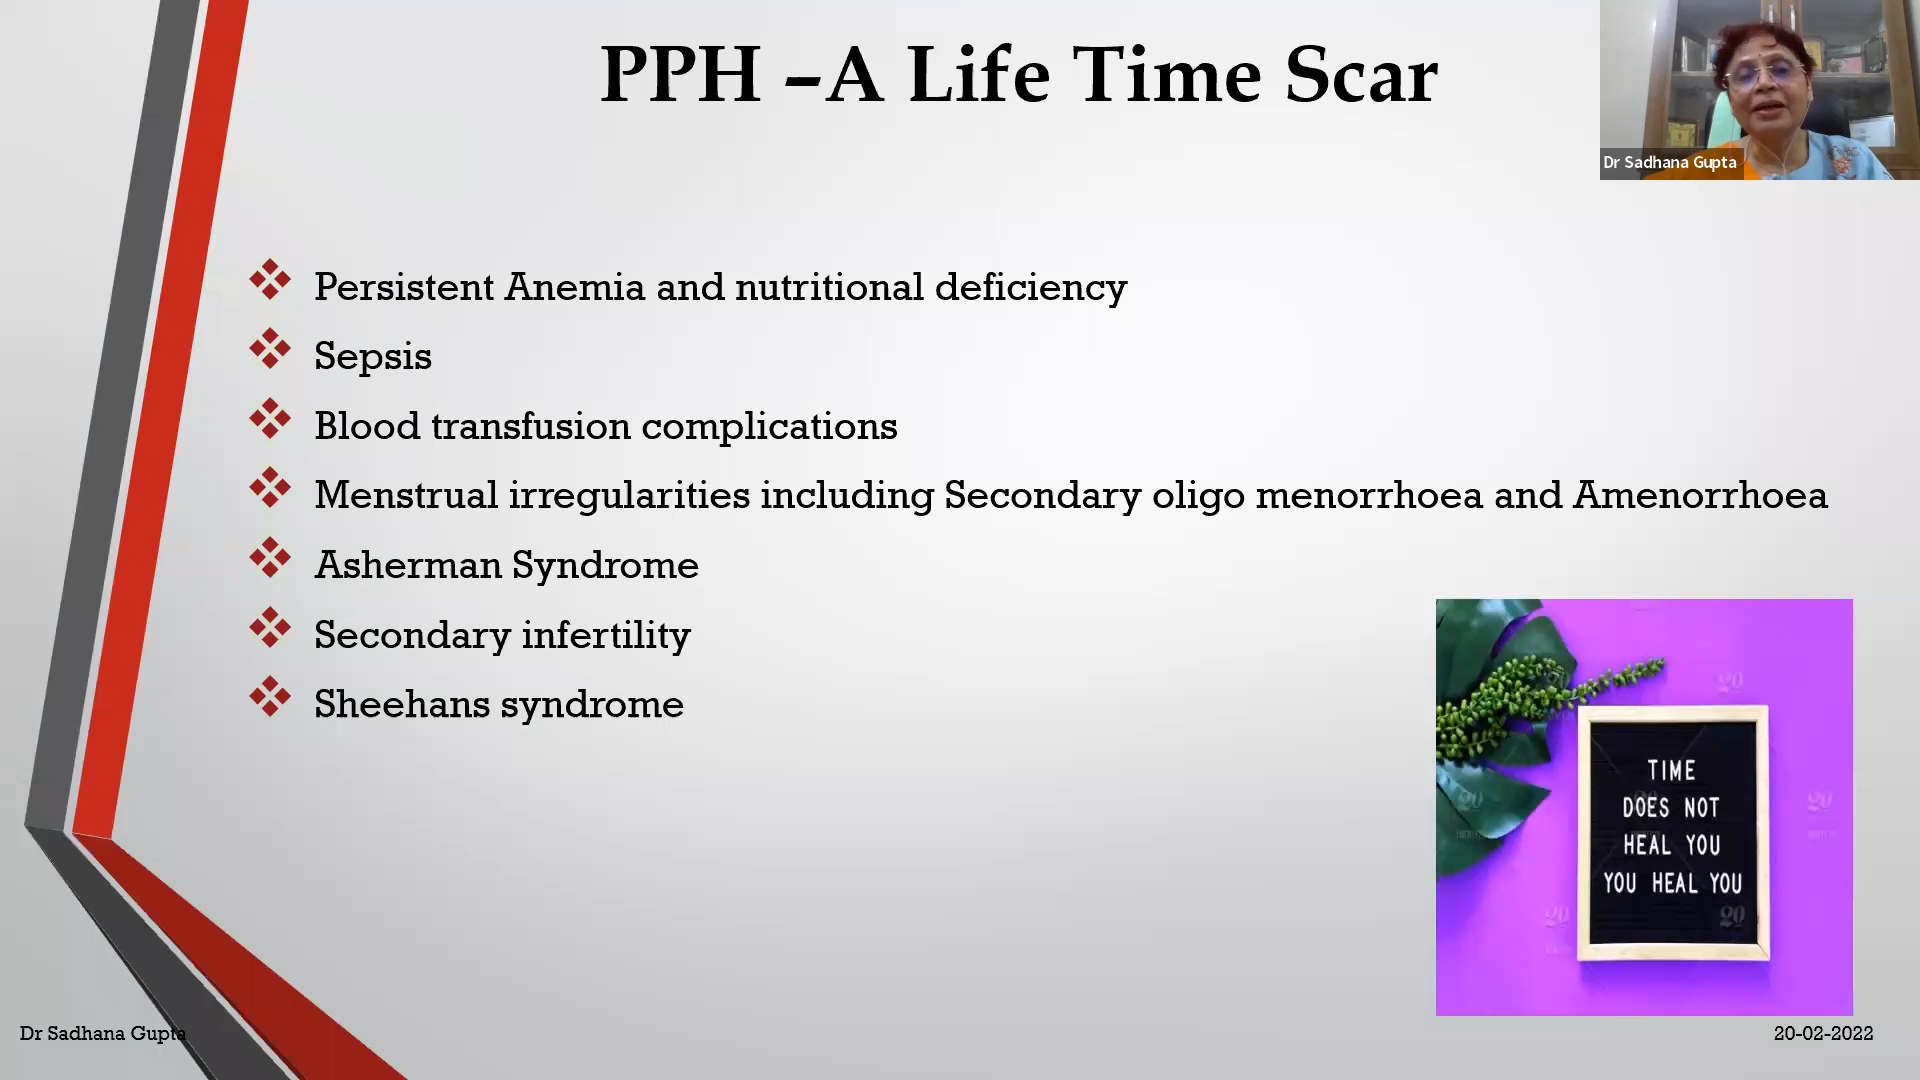 PPH –A Life Time Scar
Dr Sadhana Gupta
Persistent Anemia and nutritional deficiency
Sepsis
Blood transfusion complications
Menstrual irregularities including Secondary oligo menorrhoea and Amenorrhoea
Asherman Syndrome
Secondary infertility
Sheehans syndrome
TIME
DOES NOT
HEAL YOU
YOU HEAL YOU
Dr Sadhana Gupta
20-02-2022